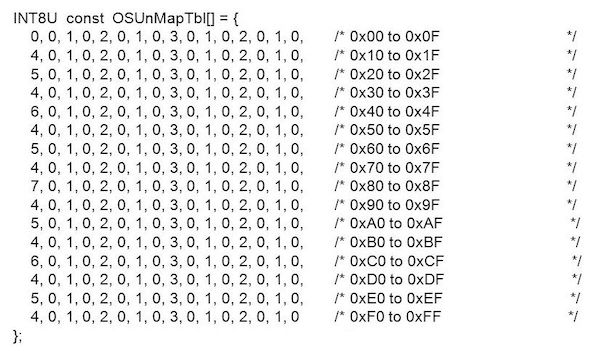 INT8U const OSUnMapTbl[] = {
0, 0, 1, 0, 2, 0, 1, 0, 3, 0, 1, 0, 2, 0, 1, 0, /* 0x00 to 0x0F */
4, 0, 1, 0, 2, 0, 1, 0, 3, 0, 1, 0, 2, 0, 1, 0, /* 0x10 to 0x1F */
5, 0, 1, 0, 2, 0, 1, 0, 3, 0, 1, 0, 2, 0, 1, 0, /* 0x20 to 0x2F */
4, 0, 1, 0, 2, 0, 1, 0, 3, 0, 1, 0, 2, 0, 1, 0, /* 0x30 to 0x3F */
6, 0, 1, 0, 2, 0, 1, 0, 3, 0, 1, 0, 2, 0, 1, 0, /* 0x40 to 0x4F */
4, 0, 1, 0, 2, 0, 1, 0, 3, 0, 1, 0, 2, 0, 1, 0, /* 0x50 to 0x5F */
5, 0, 1, 0, 2, 0, 1, 0, 3, 0, 1, 0, 2, 0, 1, 0, /* 0x60 to 0x6F */
4, 0, 1, 0, 2, 0, 1, 0, 3, 0, 1, 0, 2, 0, 1, 0, /* 0x70 to 0x7F */
7, 0, 1, 0, 2, 0, 1, 0, 3, 0, 1, 0, 2, 0, 1, 0, /* 0x80 to 0x8F */
4, 0, 1, 0, 2, 0, 1, 0, 3, 0, 1, 0, 2, 0, 1, 0, /* 0x90 to 0x9F */
5, 0, 1, 0, 2, 0, 1, 0, 3, 0, 1, 0, 2, 0, 1, 0, /* 0xA0 to 0xAF */
4, 0, 1, 0, 2, 0, 1, 0, 3, 0, 1, 0, 2, 0, 1, 0, /* 0xB0 to 0xBF */
6, 0, 1, 0, 2, 0, 1, 0, 3, 0, 1, 0, 2, 0, 1, 0, /* 0xC0 to 0xCF */
4, 0, 1, 0, 2, 0, 1, 0, 3, 0, 1, 0, 2, 0, 1, 0, /* 0xD0 to 0xDF */
5, 0, 1, 0, 2, 0, 1, 0, 3, 0, 1, 0, 2, 0, 1, 0, /* 0xE0 to 0xEF */
4, 0, 1, 0, 2, 0, 1, 0, 3, 0, 1, 0, 2, 0, 1, 0 /* 0xF0 to 0xFF */
};